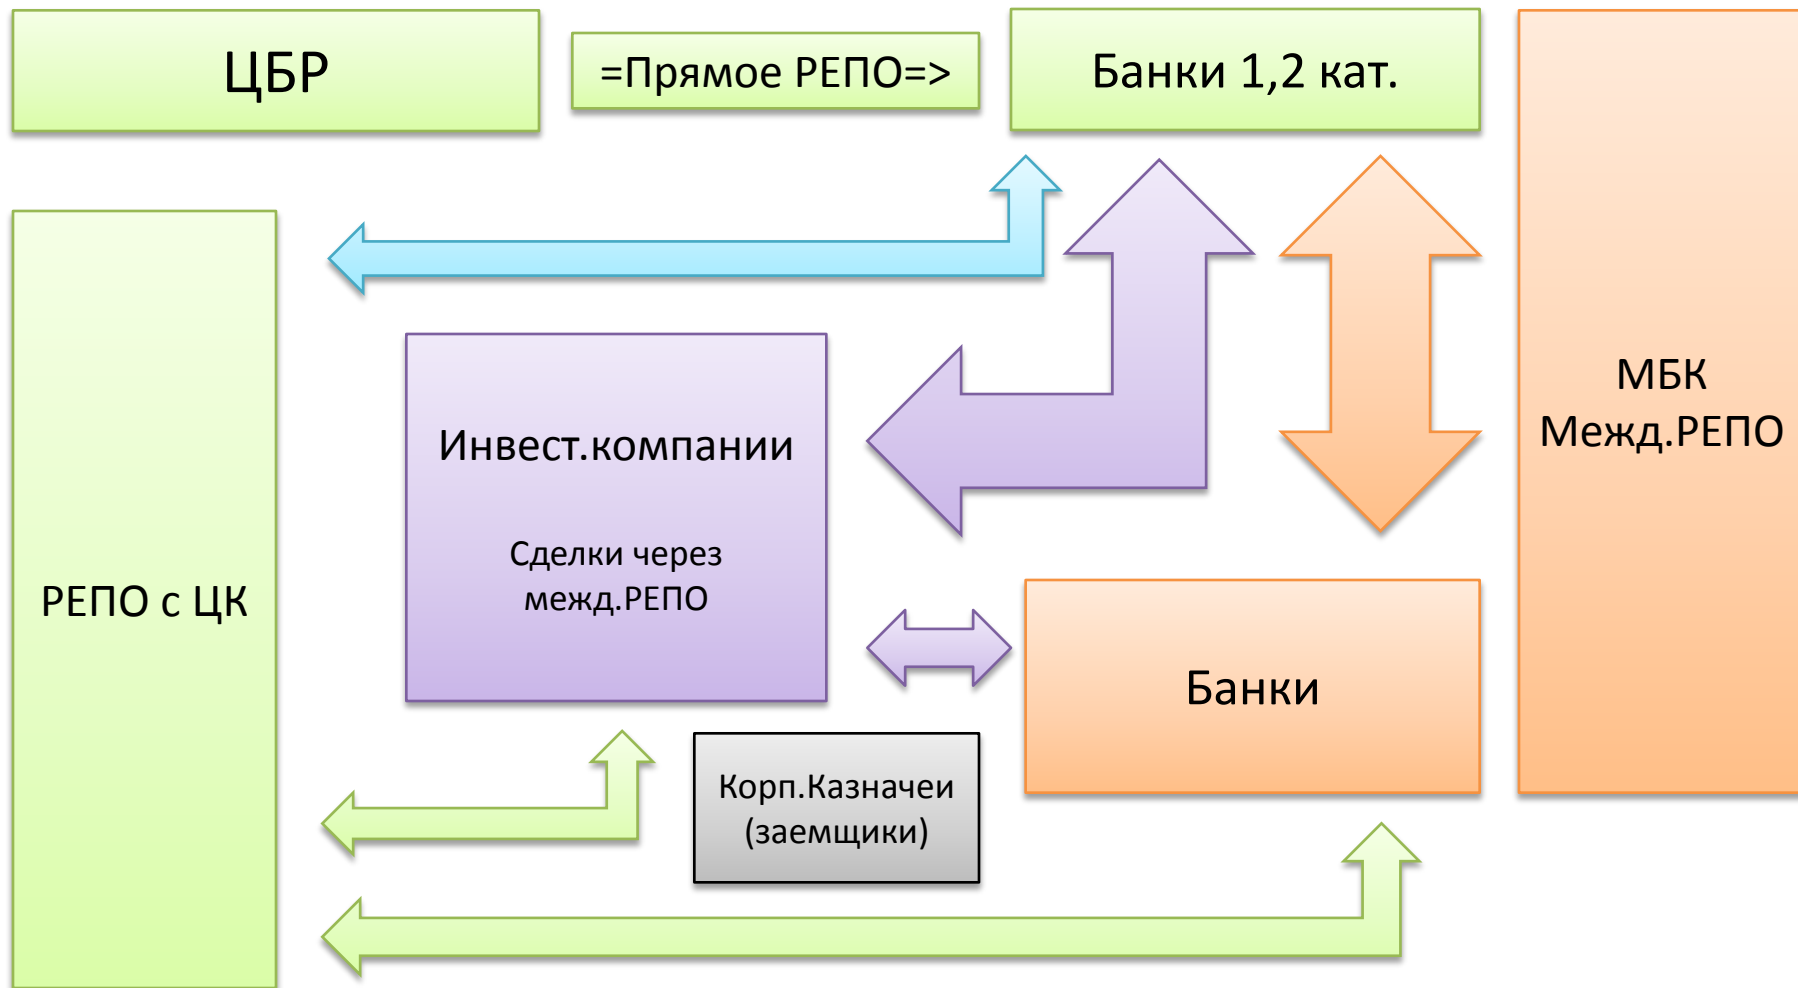 ЦБР
=Прямое РЕПО=>
Банки 1,2 кат.
МБК
Межд.РЕПО
РЕПО с ЦК
Инвест.компании
Сделки через
межд.РЕПО
Банки
Корп.Казначеи
(заемщики)